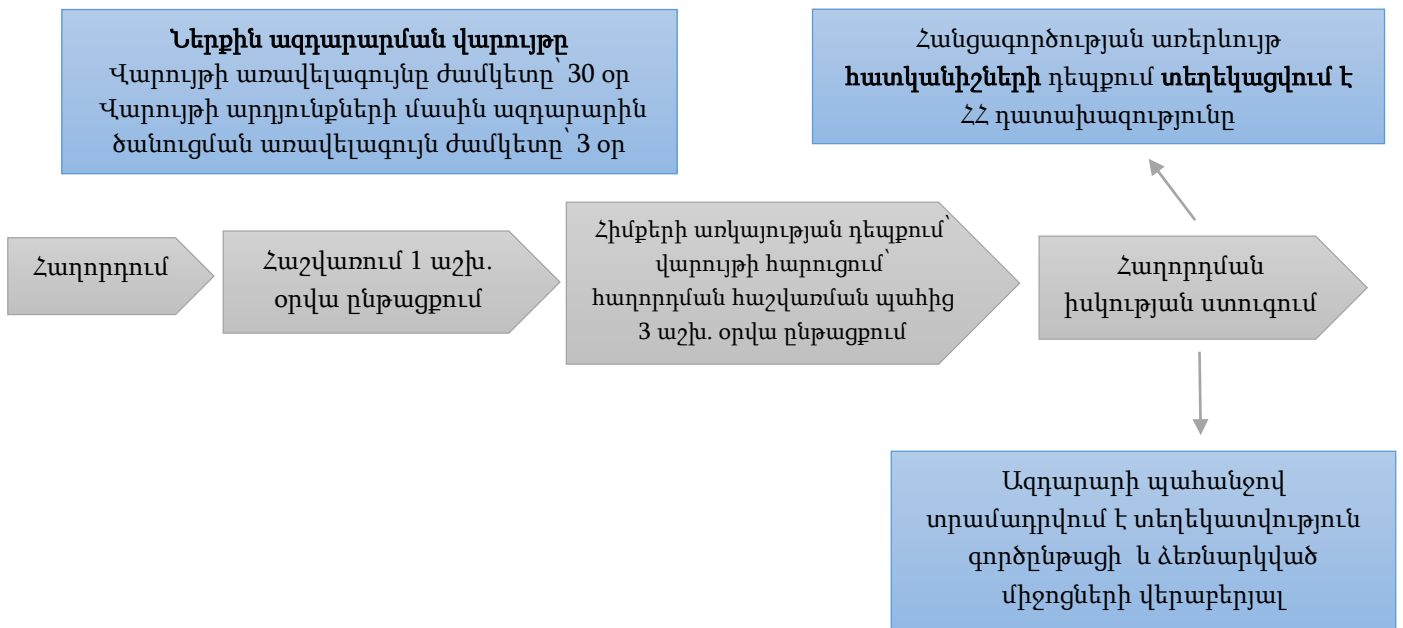 Ներքին ազդարարման վարույթը
Վարույթի առավելագույնը ժամկետը՝ 30 օր
Վարույթի արդյունքների մասին ազդարարին
ծանուցման առավելագույն ժամկետը՝ 3 օր
Հանցագործության առերևույթ
հատկանիշների դեպքում տեղեկացվում է
ՀՀ դատախազությունը
Հաղորդում
Հաշվառում 1 աշխ.
օրվա ընթացքում
Հիմքերի առկայության դեպքում՝
վարույթի հարուցում՝
հաղորդման հաշվառման պահից
3 աշխ. օրվա ընթացքում
Հաղորդման
իսկության ստուգում
Ազդարարի պահանջով
տրամադրվում է տեղեկատվություն
գործընթացի և ձեռնարկված
միջոցների վերաբերյալ